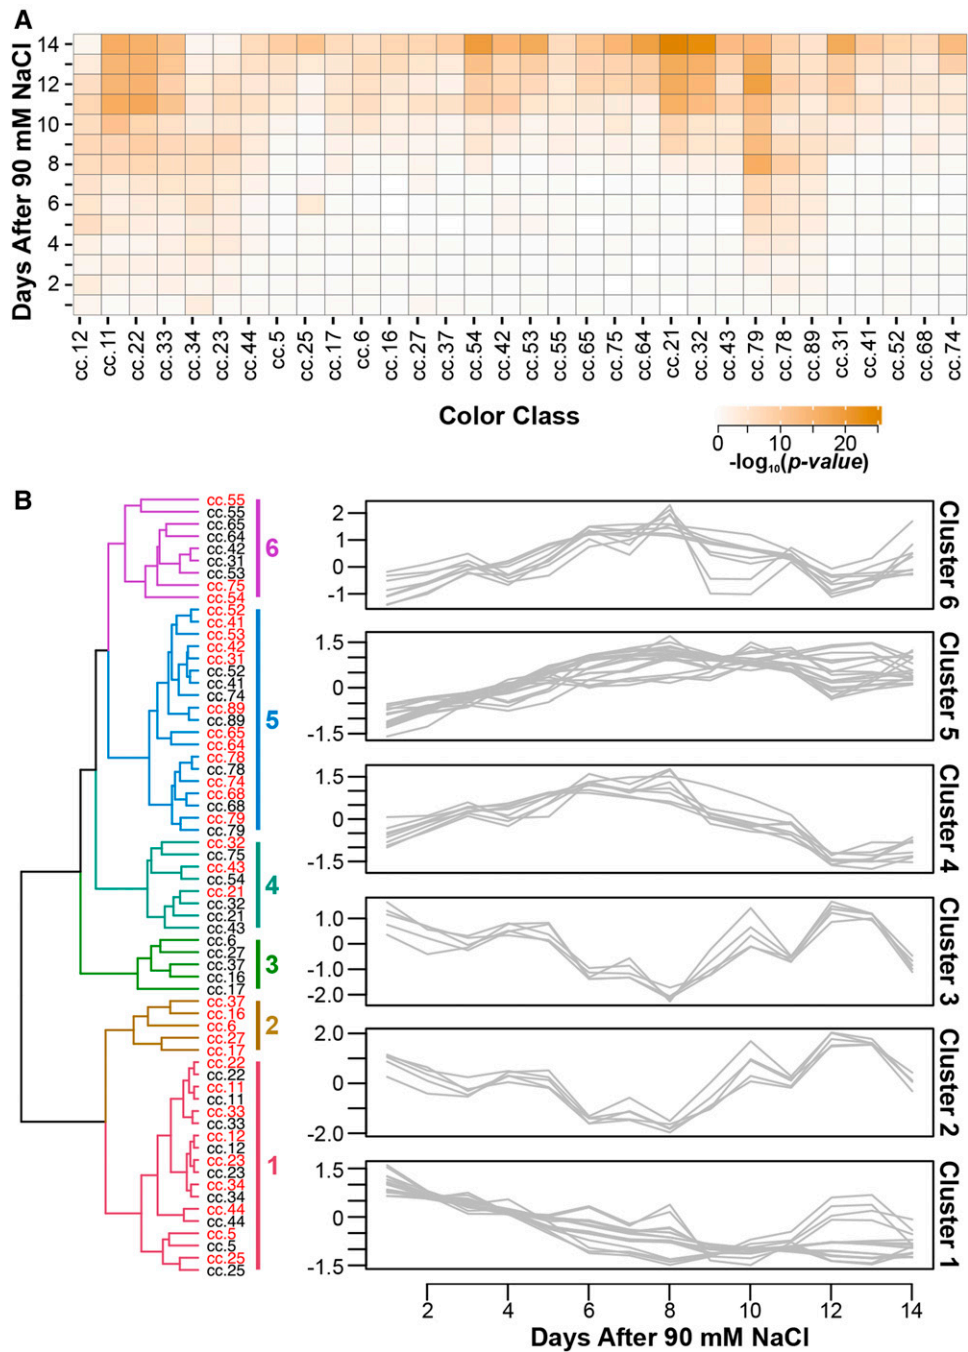 A
Days After 90 mM NaCl
14
12
10
8
6
4
2
cc.12 cc.11 cc.22 cc.33 cc.34 cc.23 cc.44 cc.5 cc.25 cc.17 cc.6 cc.16 cc.27 cc.37 cc.54 cc.42 cc.53 cc.55 cc.65 cc.75 cc.64 cc.21 cc.32 cc.43 cc.79 cc.78 cc.89 cc.31 cc.41 cc.52 cc.68 cc.74
Color Class
0 10 20
-log₁₀(p-value)
B
cc.55
cc.55
cc.65
cc.64
cc.42
cc.31
cc.53
cc.75
cc.54
6
cc.52
cc.41
cc.53
cc.42
cc.31
cc.52
cc.41
cc.74
cc.89
cc.89
cc.65
cc.64
cc.78
cc.78
cc.74
cc.68
cc.68
cc.79
cc.79
5
cc.32
cc.75
cc.43
cc.54
cc.21
cc.32
cc.21
cc.43
4
cc.6
cc.27
cc.37
cc.16
cc.17
3
cc.37
cc.16
cc.6
cc.27
cc.17
2
cc.22
cc.22
cc.11
cc.11
cc.33
cc.33
cc.12
cc.12
cc.23
cc.23
cc.34
cc.34
cc.44
cc.44
cc.5
cc.5
cc.25
cc.25
1
2
1
0
-1
Cluster 6
1.5
0
-1.5
Cluster 5
1.5
0
-1.5
Cluster 4
1.0
0
-1.0
-2.0
Cluster 3
2.0
0
-2.0
Cluster 2
1.5
0
-1.5
Cluster 1
2 4 6 8 10 12 14
Days After 90 mM NaCl